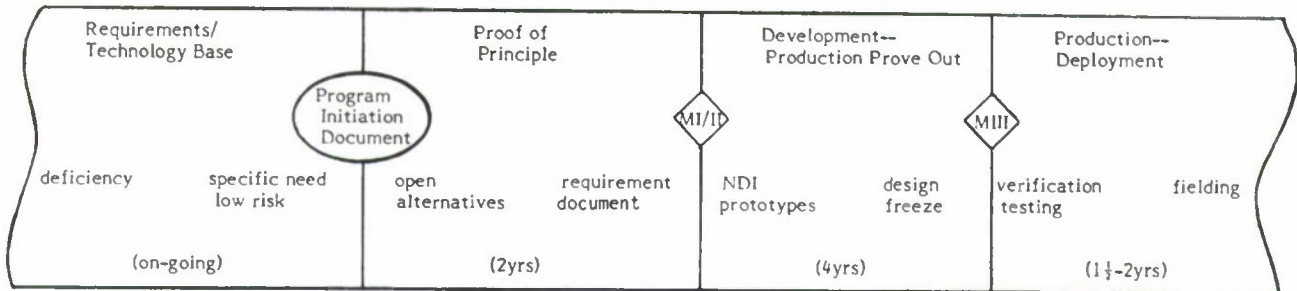 Requirements/
Technology Base
Program
Initiation
Document
deficiency
specific need
low risk
(on-going)
Proof of
Principle
open
alternatives
requirement
document
(2yrs)
MI/II
Development--
Production Prove Out
NDI
prototypes
design
freeze
(4yrs)
MIII
Production--
Deployment
verification
testing
fielding
(1½-2yrs)